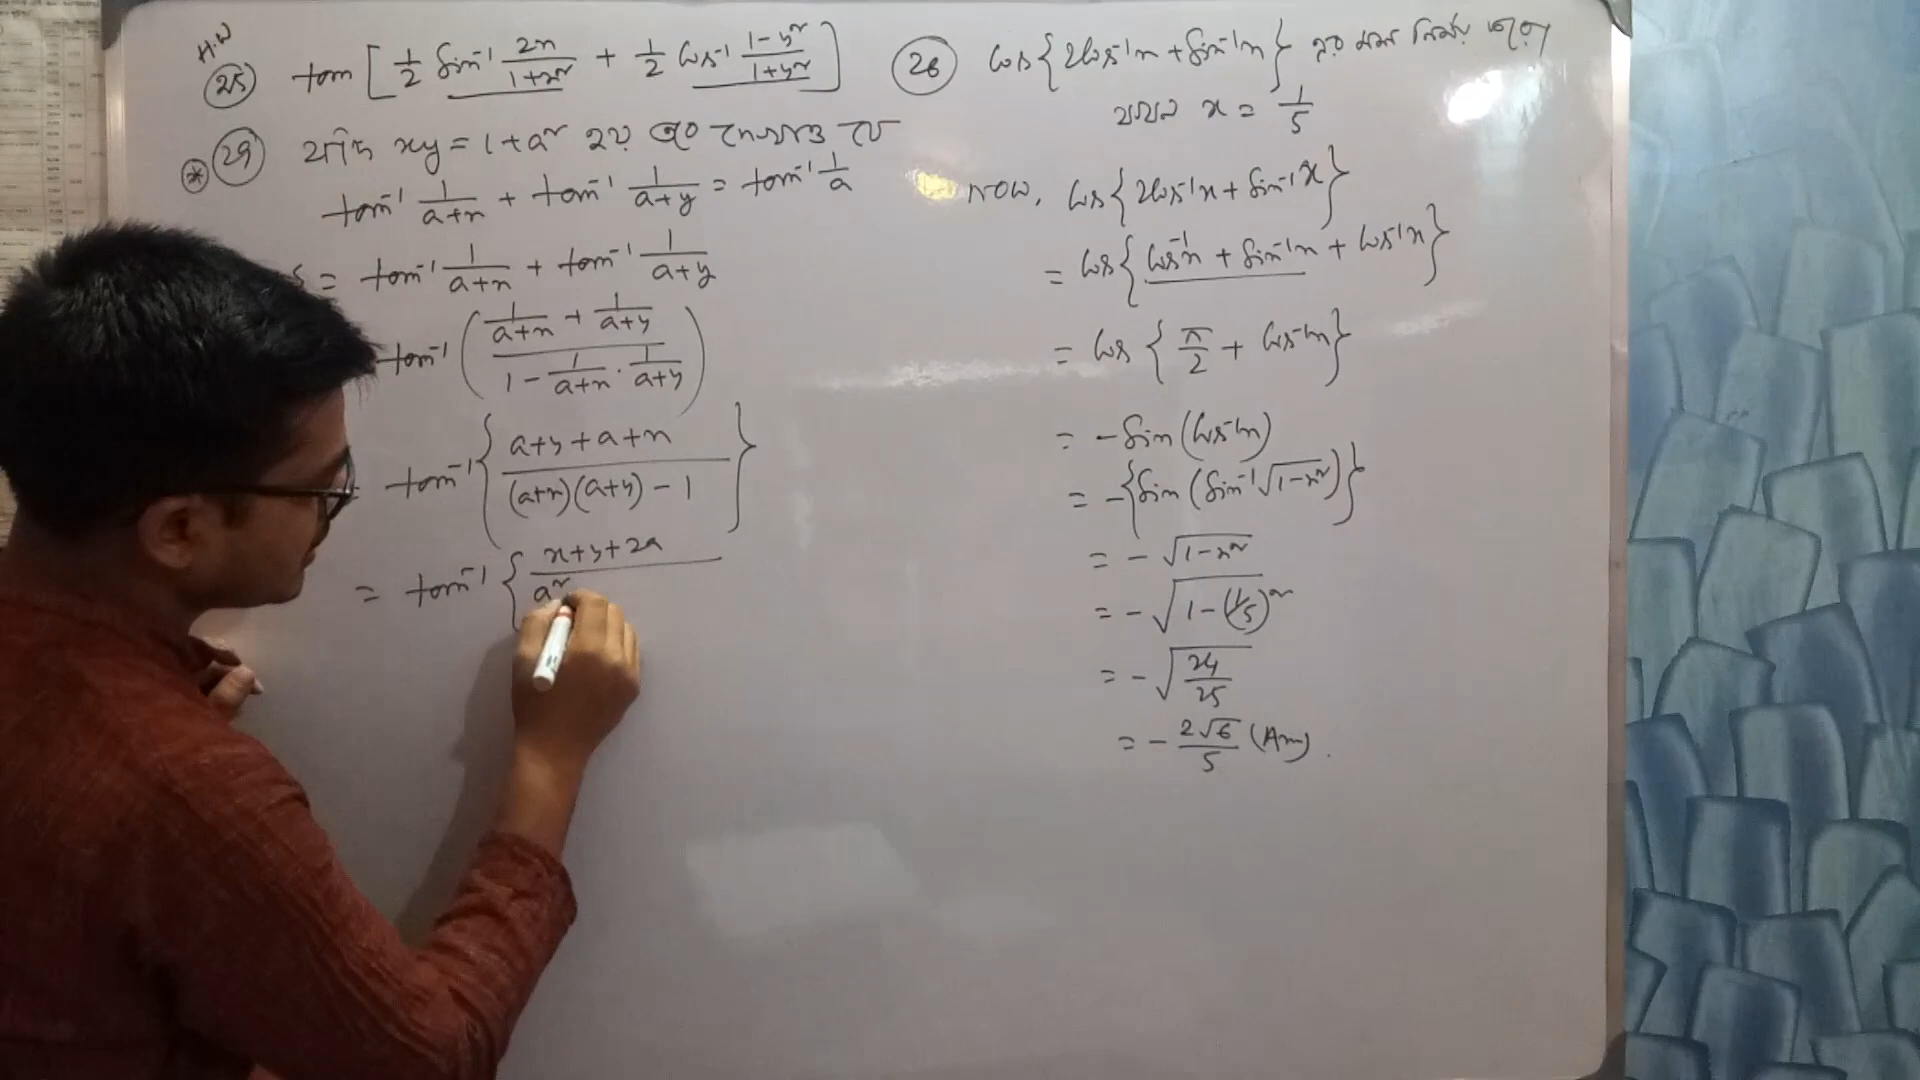 H.W
(25) tan [ 1/2 sin⁻¹ 2x/(1+x²) + 1/2 cos⁻¹ (1-y²)/(1+y²) ]
* (29) যদি xy = 1+a² হয় তবে দেখাও যে
tan⁻¹ 1/(a+x) + tan⁻¹ 1/(a+y) = tan⁻¹ 1/a
= tan⁻¹ 1/(a+x) + tan⁻¹ 1/(a+y)
tan⁻¹ ( (1/(a+x) + 1/(a+y)) / (1 - 1/(a+x) · 1/(a+y)) )
= tan⁻¹ { (a+y+a+x) / ((a+x)(a+y) - 1) }
= tan⁻¹ { (x+y+2a) / a²
(26) cos{2cos⁻¹x + sin⁻¹x} এর মান নির্ণয় করো
যখন x = 1/5
NOW, cos{2cos⁻¹x + sin⁻¹x}
= cos{cos⁻¹x + sin⁻¹x + cos⁻¹x}
= cos{π/2 + cos⁻¹x}
= -sin(cos⁻¹x)
= -{sin(sin⁻¹√(1-x²))}
= -√(1-x²)
= -√(1-(1/5)²)
= -√(24/25)
= -2√6/5 (Ans).